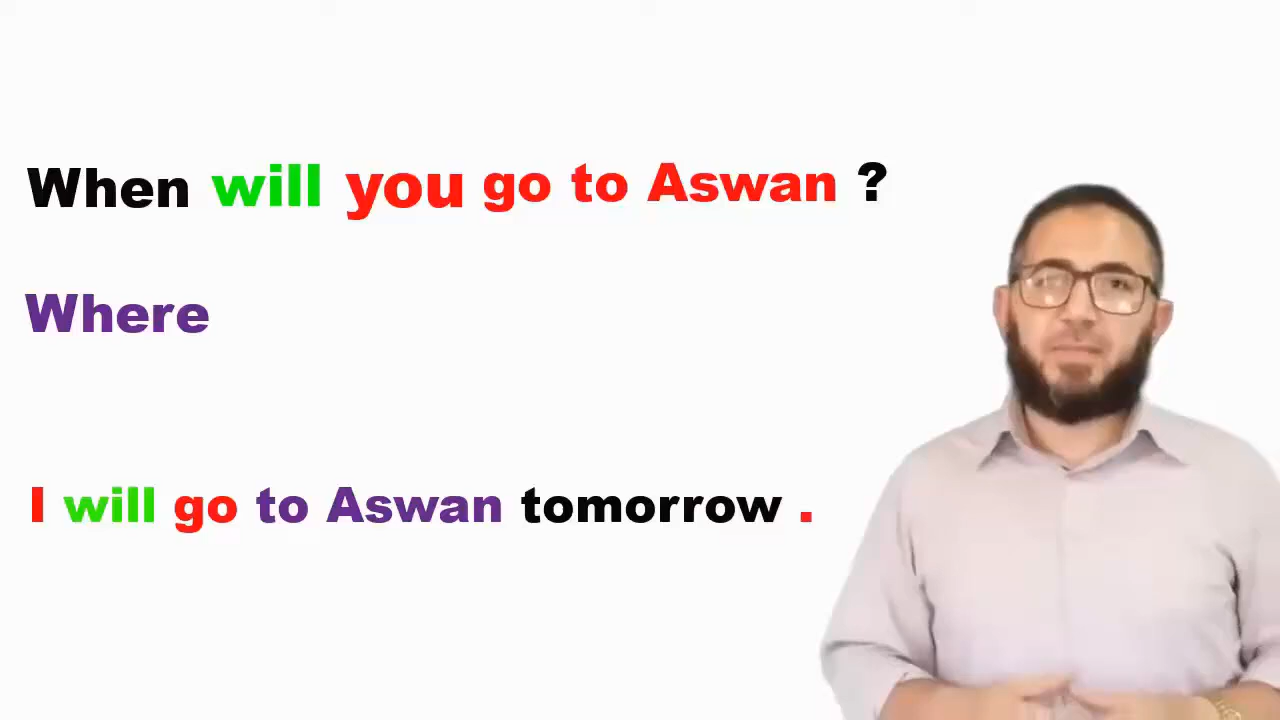 When will you go to Aswan ?
Where
I will go to Aswan tomorrow .